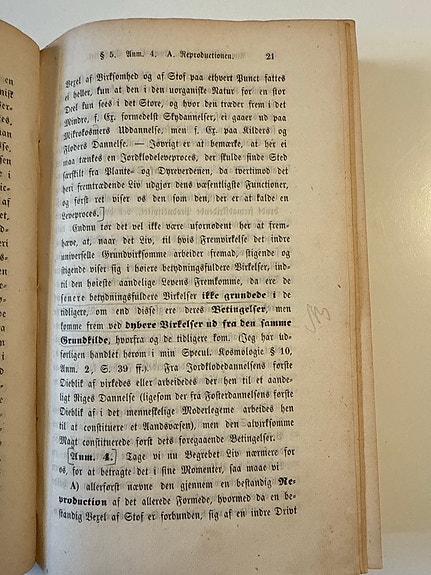 § 5. Anm. 4. A. Reproductionen. 21
Vexel af Virksomhed og af Stof paa ethvert Punct fattes
ei heller, kun at den i den uorganiske Natur for en stor
Deel kun sees i det Store, og hvor den træder frem i det
Mindre, f. Ex. formedelst Skydannelser, ei gaaer ud paa
Mikrokosmers Uddannelse, men f. Ex. paa Kilders og
Floders Dannelse. — Isvrigt er at bemærke, at her ei
maa tænkes en Jordklodeleveproces, der skulde finde Sted
særskilt fra Plante- og Dyreverdenen, da tvertimod det
heri fremtrædende Liv udgjør dens væsentligste Functioner,
og først ret viser os den som den, der er at kalde en
Leveproces.]
Endnu tør det vel ikke være ufornødent her at frem-
hæve, at, naar det Liv, til hvis Fremvirkelse det indre
universelle Grundvirksomme arbeider fremad, stigende og
stigende viser sig i høiere betydningsfuldere Virkelser, ind-
til den høieste aandelige Levens Fremkomst, da ere de
senere betydningsfuldere Virkelser ikke grundede i de
tidligere, om end disse ere deres Betingelser, men
komme frem ved dybere Virkelser ud fra den samme
Grundkilde, hvorfra og de tidligere kom. (Jeg har ud-
førligen handlet herom i min Specul. Kosmologie § 10,
Anm. 2, S. 39 ff.) Fra Jordklodedannelsens første
Øieblik af virkedes eller arbeidedes der hen til et aande-
ligt Riges Dannelse (ligesom der fra Fosterdannelsens første
Øieblik af i det menneskelige Moderlegeme arbeides hen
til at constituere et Aandsvæsen), men den alvirksomme
Magt constituerede først dets foregaaende Betingelser.
[Anm. 4.] Tage vi nu Begrebet Liv nærmere for
os, for at betragte det i sine Momenter, saa maae vi
A) allerførst nævne den gjennem en bestandig Re-
production af det allerede Formede, hvormed da en be-
standig Vexel af Stof er forbunden, sig af en indre Drivt